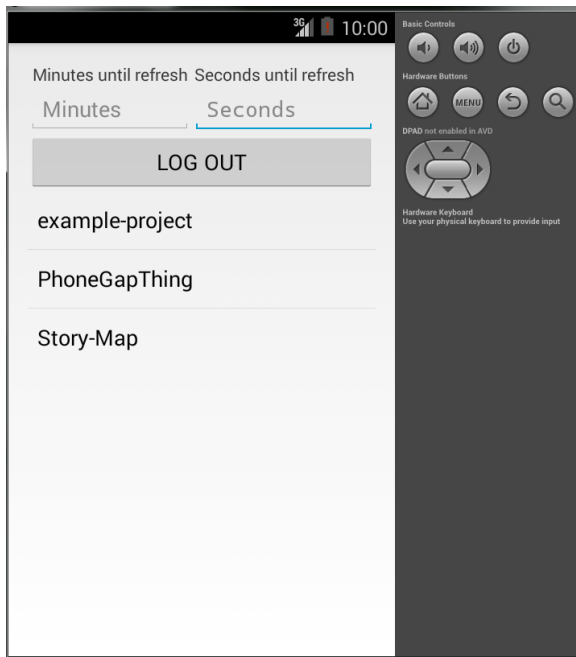 3G 10:00
Minutes until refresh Seconds until refresh
Minutes Seconds
LOG OUT
example-project
PhoneGapThing
Story-Map
Basic Controls
Hardware Buttons
MENU
DPAD not enabled in AVD
Hardware Keyboard
Use your physical keyboard to provide input